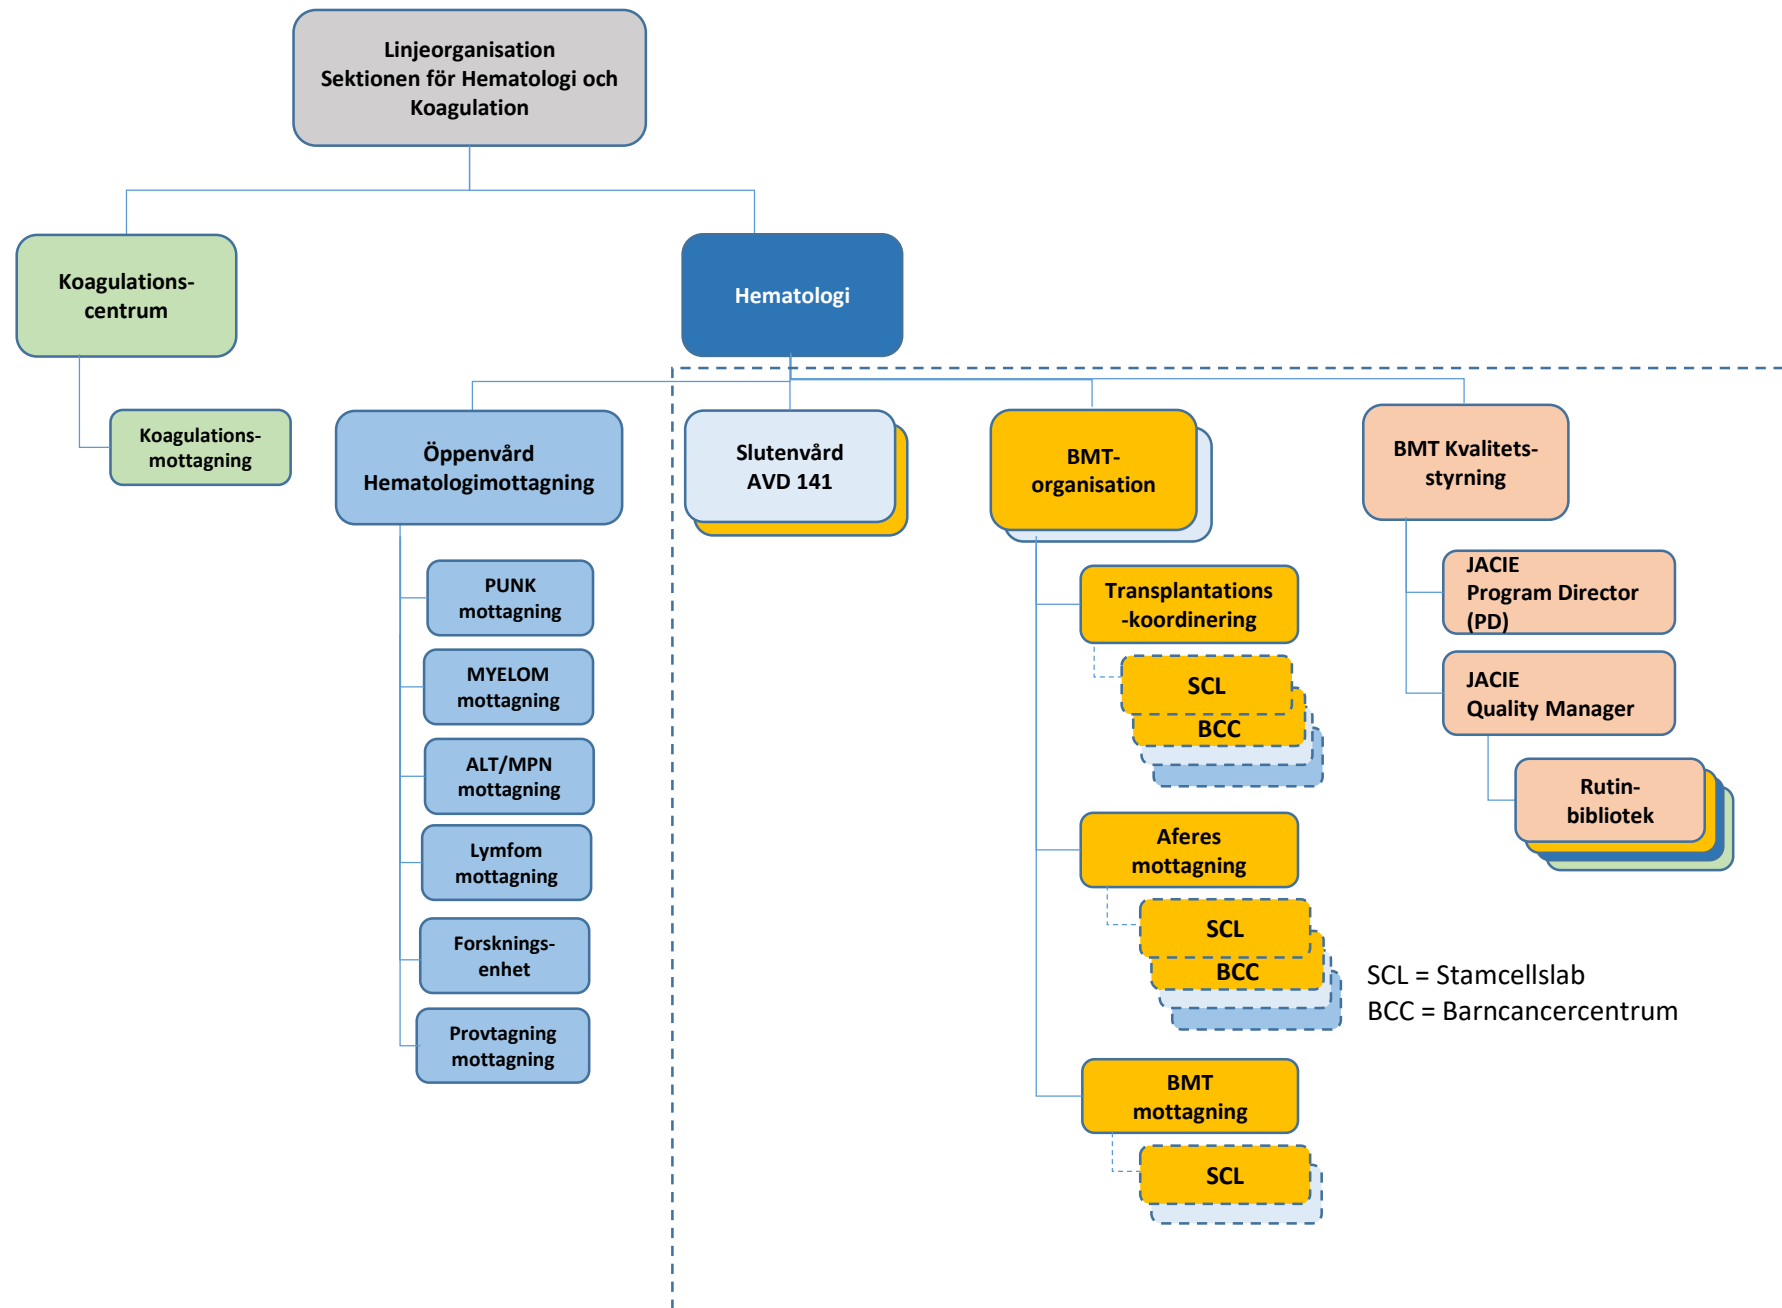 Linjeorganisation
Sektionen för Hematologi och
Koagulation
Koagulations-
centrum
Hematologi
Koagulations-
mottagning
Öppenvård
Hematologimottagning
Slutenvård
AVD 141
BMT-
organisation
BMT Kvalitets-
styrning
PUNK
mottagning
MYELOM
mottagning
ALT/MPN
mottagning
Lymfom
mottagning
Forsknings-
enhet
Provtagning
mottagning
Transplantations
-koordinering
SCL
BCC
Aferes
mottagning
SCL
BCC
BMT
mottagning
SCL
JACIE
Program Director
(PD)
JACIE
Quality Manager
Rutin-
bibliotek
SCL = Stamcellslab
BCC = Barncancercentrum